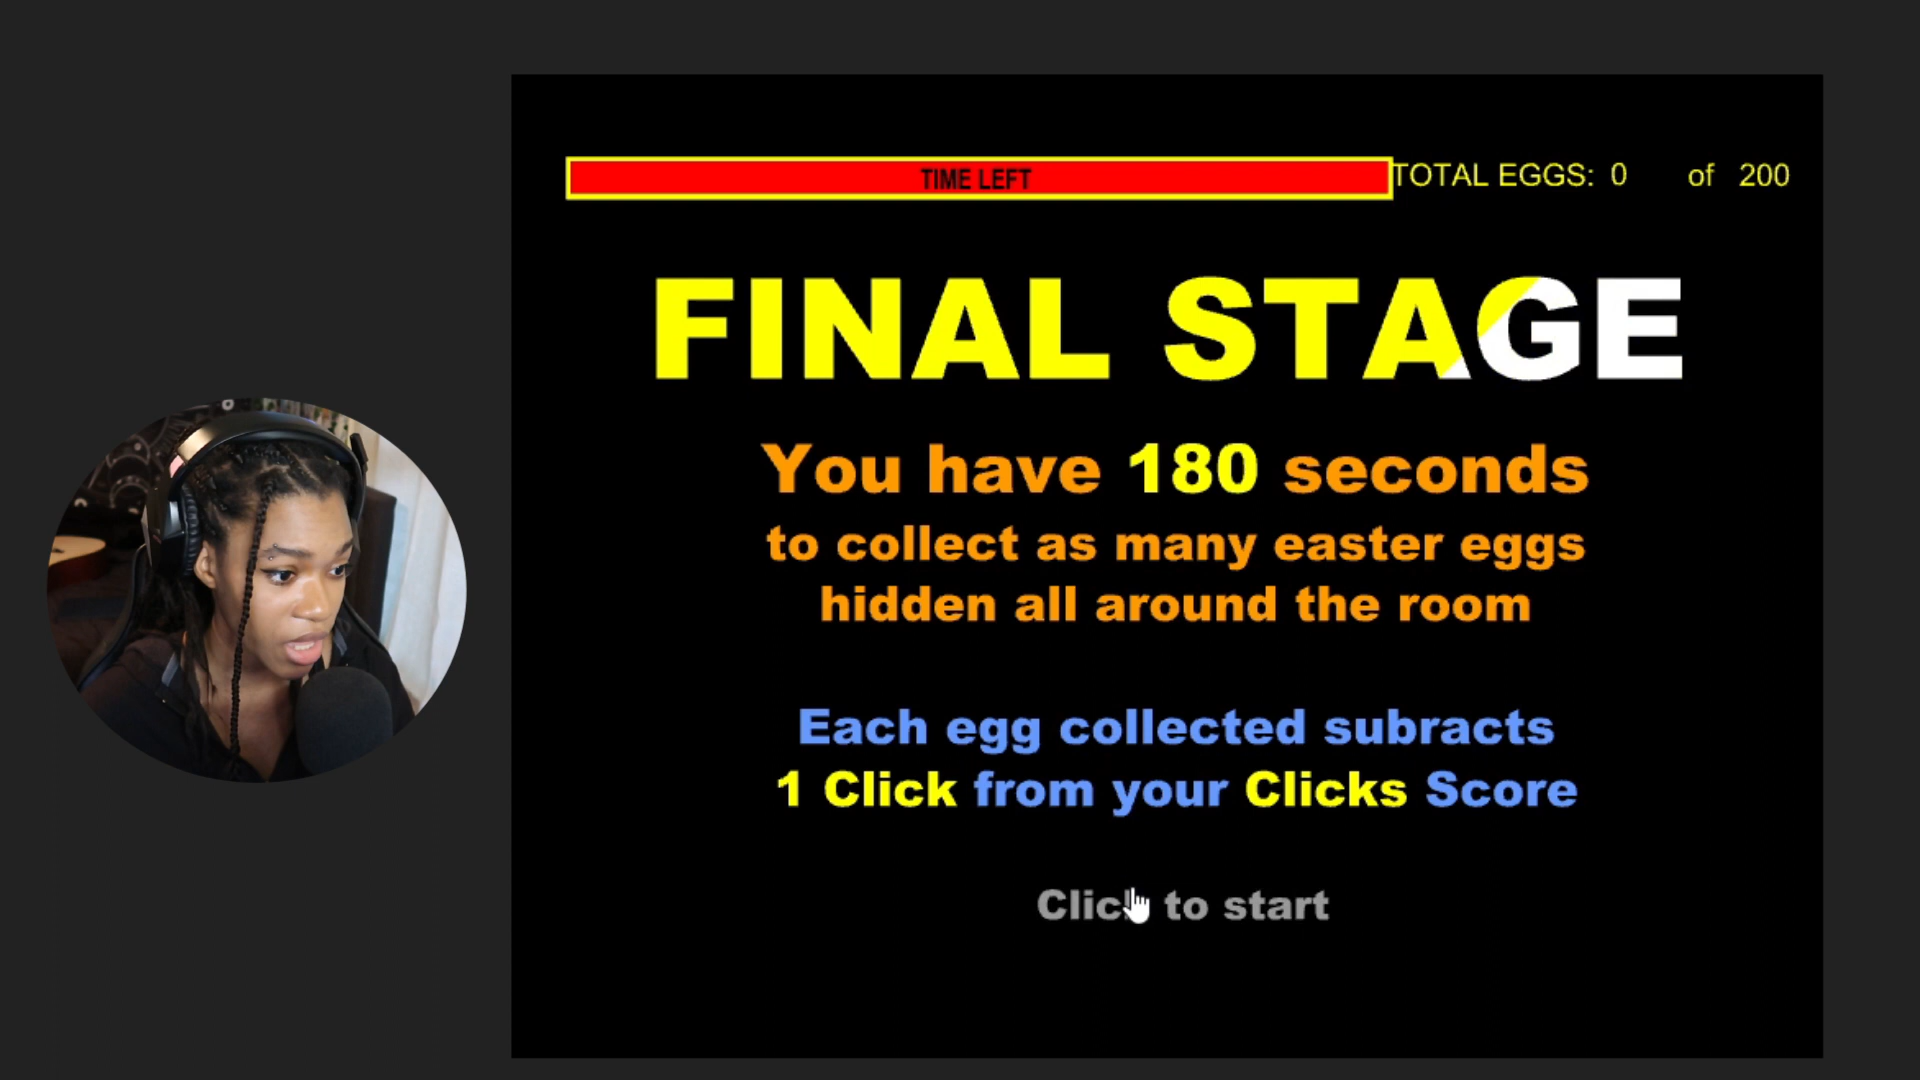 TIME LEFT
TOTAL EGGS: 0 of 200
FINAL STAGE
You have 180 seconds
to collect as many easter eggs
hidden all around the room
Each egg collected subracts
1 Click from your Clicks Score
Click to start